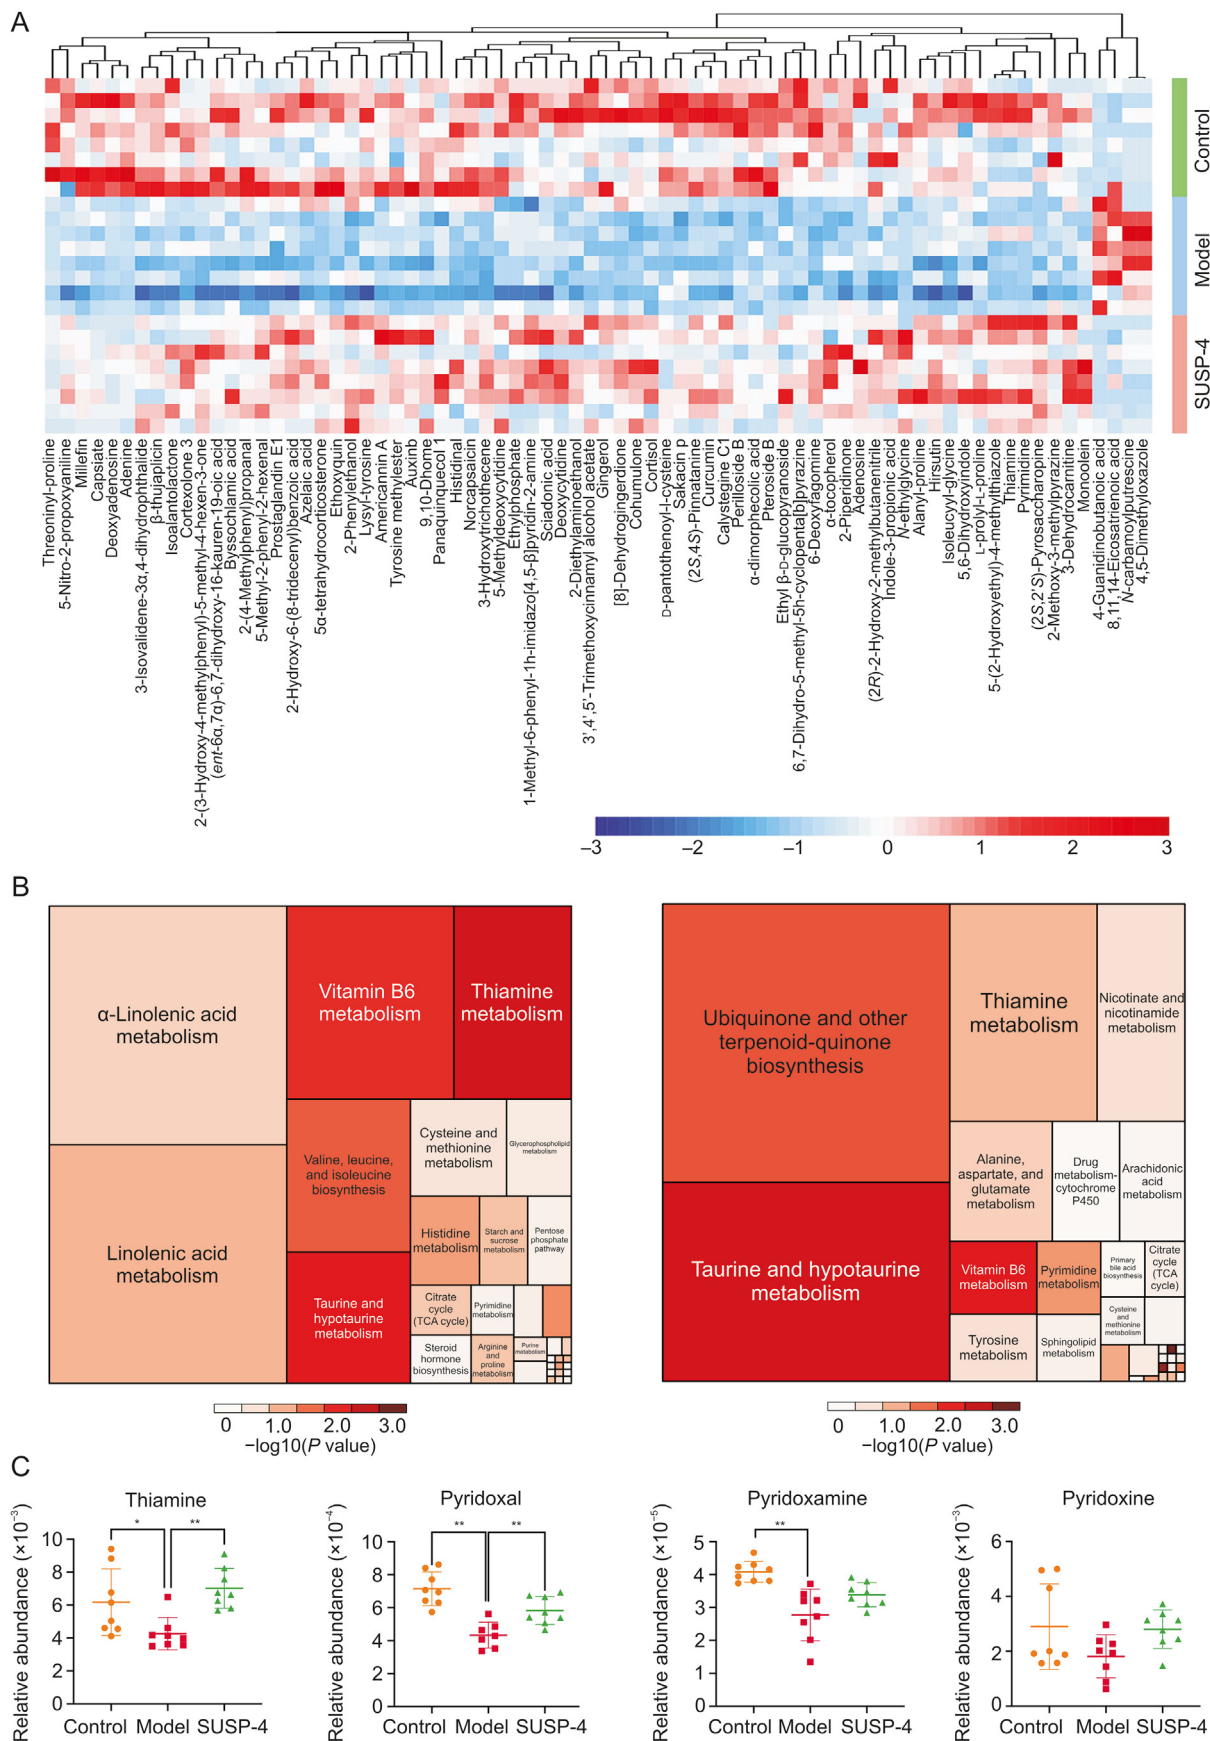 A
Control
Model
SUSP-4
Threoninyl-proline
5-Nitro-2-propoxyaniline
Millefin
Capsiate
Deoxyadenosine
Adenine
3-Isovalidene-3α,4-dihydrophthalide
β-thujaplicin
Isoalantolactone
Cortexolone 3
2-(3-Hydroxy-4-methylphenyl)-5-methyl-4-hexen-3-one
(ent-6α,7α)-6,7-dihydroxy-16-kauren-19-oic acid
Byssochlamic acid
2-(4-Methylphenyl)propanal
5-Methyl-2-phenyl-2-hexenal
Prostaglandin E1
2-Hydroxy-6-(8-tridecenyl)benzoic acid
Azelaic acid
5α-tetrahydrocorticosterone
Ethoxyquin
2-Phenylethanol
Lysyl-tyrosine
Americanin A
Tyrosine methylester
Auxinb
9,10-Dhome
Panaquinquecol 1
Histidinal
Norcapsaicin
3-Hydroxytrichothecene
5-Methyldeoxycytidine
Ethylphosphate
1-Methyl-6-phenyl-1h-imidazo[4,5-b]pyridin-2-amine
Sciadonic acid
Deoxycytidine
2-Diethylaminoethanol
3',4',5'-Trimethoxycinnamyl alcohol acetate
Gingerol
[8]-Dehydrogingerdione
Cohumulone
Cortisol
D-pantothenoyl-l-cysteine
Sakacin p
(2S,4S)-Pinnatanine
Curcumin
Calystegine C1
Perilloside B
α-dimorphecolic acid
Pteroside B
Ethyl β-D-glucopyranoside
6,7-Dihydro-5-methyl-5h-cyclopenta[b]pyrazine
6-Deoxyfragomine
α-tocopherol
2-Piperidinone
Adenosine
(2R)-2-Hydroxy-2-methylbutanenitrile
Indole-3-propionic acid
N-ethylglycine
Alanyl-proline
Hirsutin
Isoleucyl-glycine
5,6-Dihydroxyindole
L-prolyl-L-proline
5-(2-Hydroxyethyl)-4-methylthiazole
Thiamine
Pyrimidine
(2S,2'S)-Pyrosaccharopine
2-Methoxy-3-methylpyrazine
3-Dehydrocarnitine
Monoolein
4-Guanidinobutanoic acid
8,11,14-Eicosatrienoic acid
N-carbamoylputrescine
4,5-Dimethyloxazole
–3 –2 –1 0 1 2 3
B
α-Linolenic acid
metabolism
Vitamin B6
metabolism
Thiamine
metabolism
Linolenic acid
metabolism
Valine, leucine,
and isoleucine
biosynthesis
Cysteine and
methionine
metabolism
Glycerophospholipid
metabolism
Histidine
metabolism
Starch and
sucrose
metabolism
Pentose
phosphate
pathway
Taurine and
hypotaurine
metabolism
Citrate
cycle
(TCA cycle)
Pyrimidine
metabolism
Steroid
hormone
biosynthesis
Arginine
and
proline
metabolism
Purine
metabolism
0 1.0 2.0 3.0
–log10(P value)
Ubiquinone and other
terpenoid-quinone
biosynthesis
Thiamine
metabolism
Nicotinate and
nicotinamide
metabolism
Taurine and hypotaurine
metabolism
Alanine,
aspartate, and
glutamate
metabolism
Drug
metabolism-
cytochrome
P450
Arachidonic
acid
metabolism
Vitamin B6
metabolism
Pyrimidine
metabolism
Primary
bile acid
biosynthesis
Citrate
cycle
(TCA
cycle)
Cysteine
and
methionine
metabolism
Tyrosine
metabolism
Sphingolipid
metabolism
0 1.0 2.0 3.0
–log10(P value)
C
Thiamine
Relative abundance (×10⁻³)
10
8
6
4
2
0
*
**
Control Model SUSP-4
Pyridoxal
Relative abundance (×10⁻⁴)
10
8
6
4
2
0
**
**
Control Model SUSP-4
Pyridoxamine
Relative abundance (×10⁻⁵)
5
4
3
2
1
0
**
Control Model SUSP-4
Pyridoxine
Relative abundance (×10⁻³)
6
4
2
0
Control Model SUSP-4